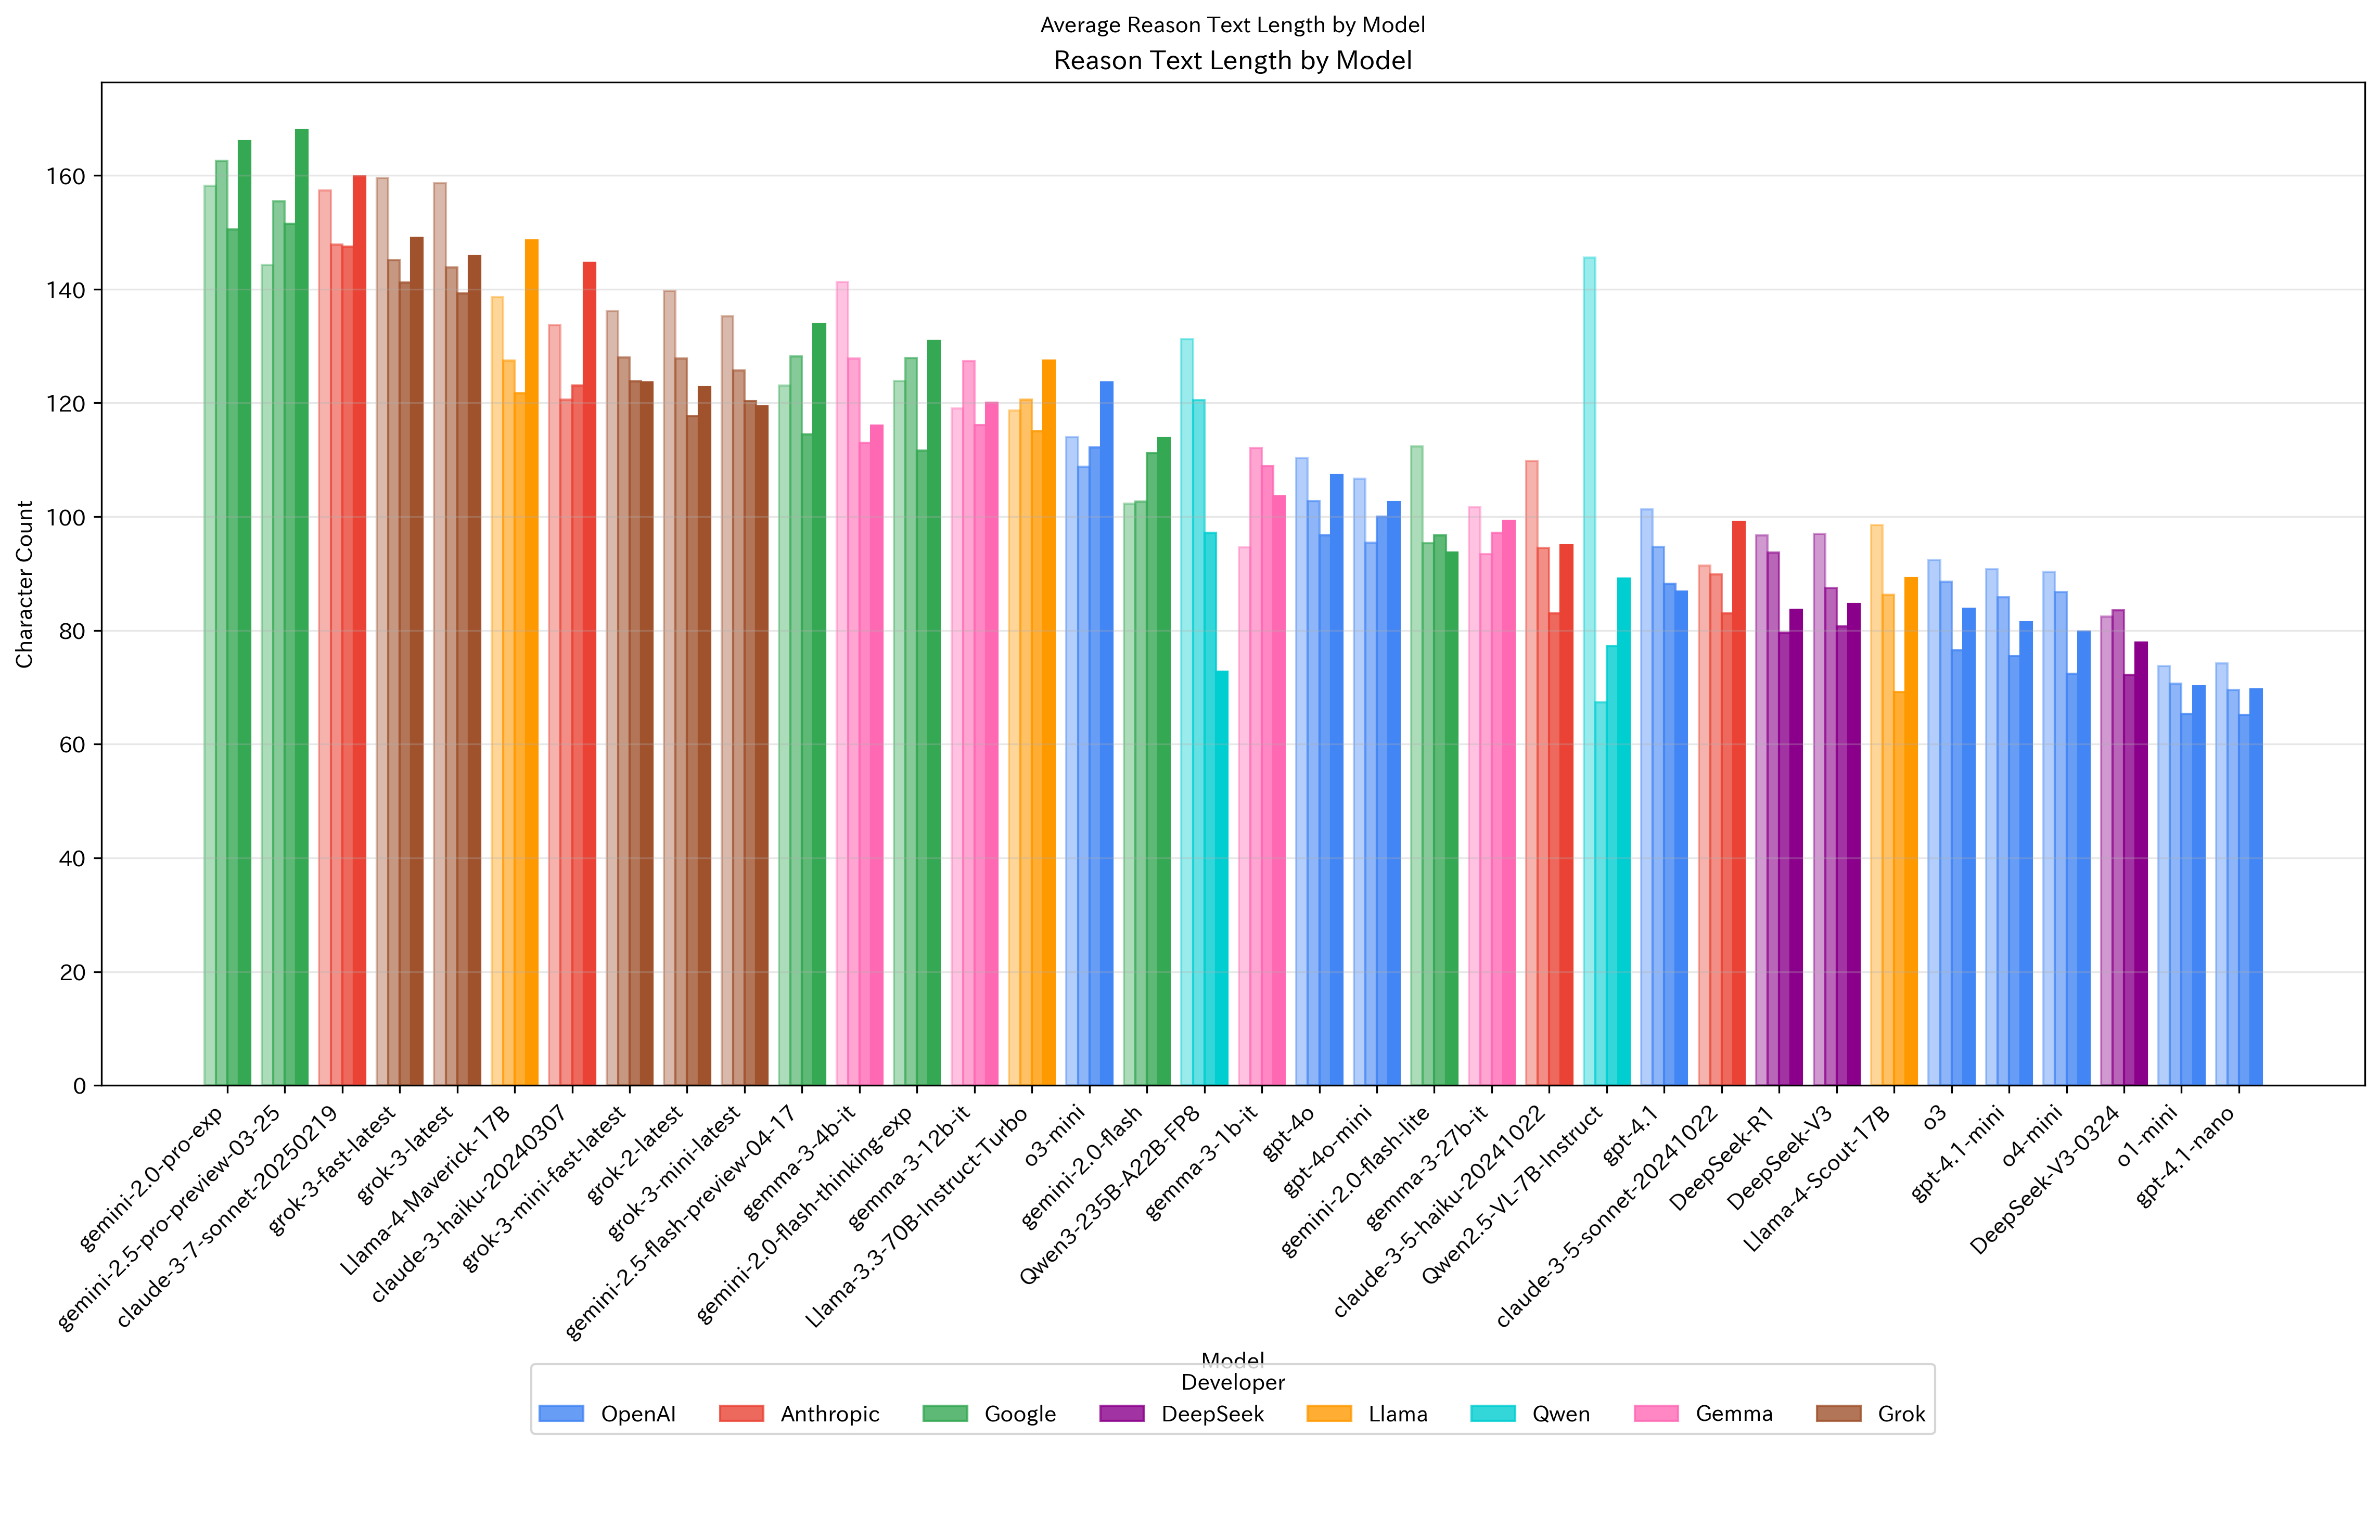 Average Reason Text Length by Model
Reason Text Length by Model
Character Count
160
140
120
100
80
60
40
20
0
gemini-2.0-pro-exp
gemini-2.5-pro-preview-03-25
claude-3-7-sonnet-20250219
grok-3-fast-latest
grok-3-latest
Llama-4-Maverick-17B
claude-3-haiku-20240307
grok-3-mini-fast-latest
grok-2-latest
grok-3-mini-latest
gemini-2.5-flash-preview-04-17
gemma-3-4b-it
gemini-2.0-flash-thinking-exp
gemma-3-12b-it
Llama-3.3-70B-Instruct-Turbo
o3-mini
gemini-2.0-flash
Qwen3-235B-A22B-FP8
gemma-3-1b-it
gpt-4o
gpt-4o-mini
gemini-2.0-flash-lite
gemma-3-27b-it
claude-3-5-haiku-20241022
Qwen2.5-VL-7B-Instruct
gpt-4.1
claude-3-5-sonnet-20241022
DeepSeek-R1
DeepSeek-V3
Llama-4-Scout-17B
o3
gpt-4.1-mini
o4-mini
DeepSeek-V3-0324
o1-mini
gpt-4.1-nano
Model
Developer
OpenAI Anthropic Google DeepSeek Llama Qwen Gemma Grok